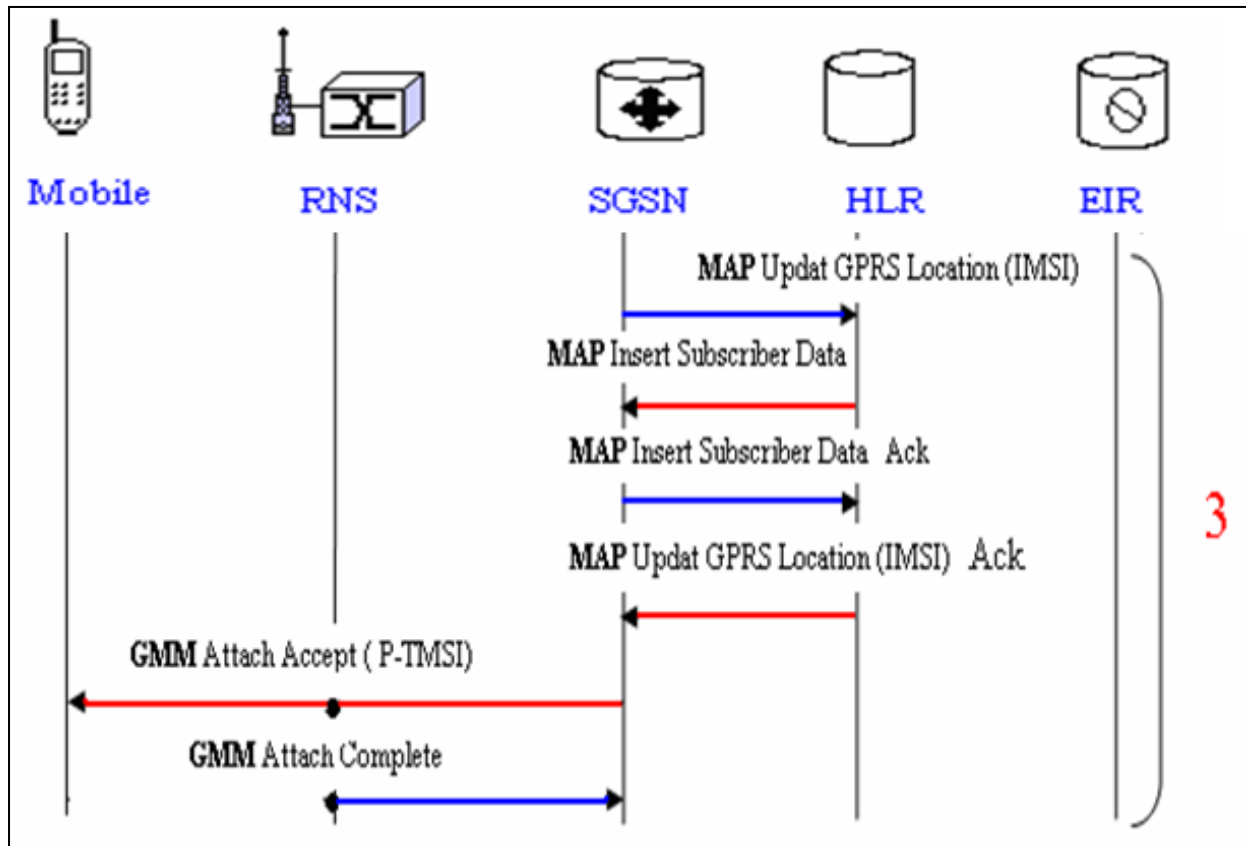 Mobile RNS SGSN HLR EIR
MAP Updat GPRS Location (IMSI)
MAP Insert Subscriber Data
MAP Insert Subscriber Data Ack
3
MAP Updat GPRS Location (IMSI) Ack
GMM Attach Accept ( P-TMSI)
GMM Attach Complete